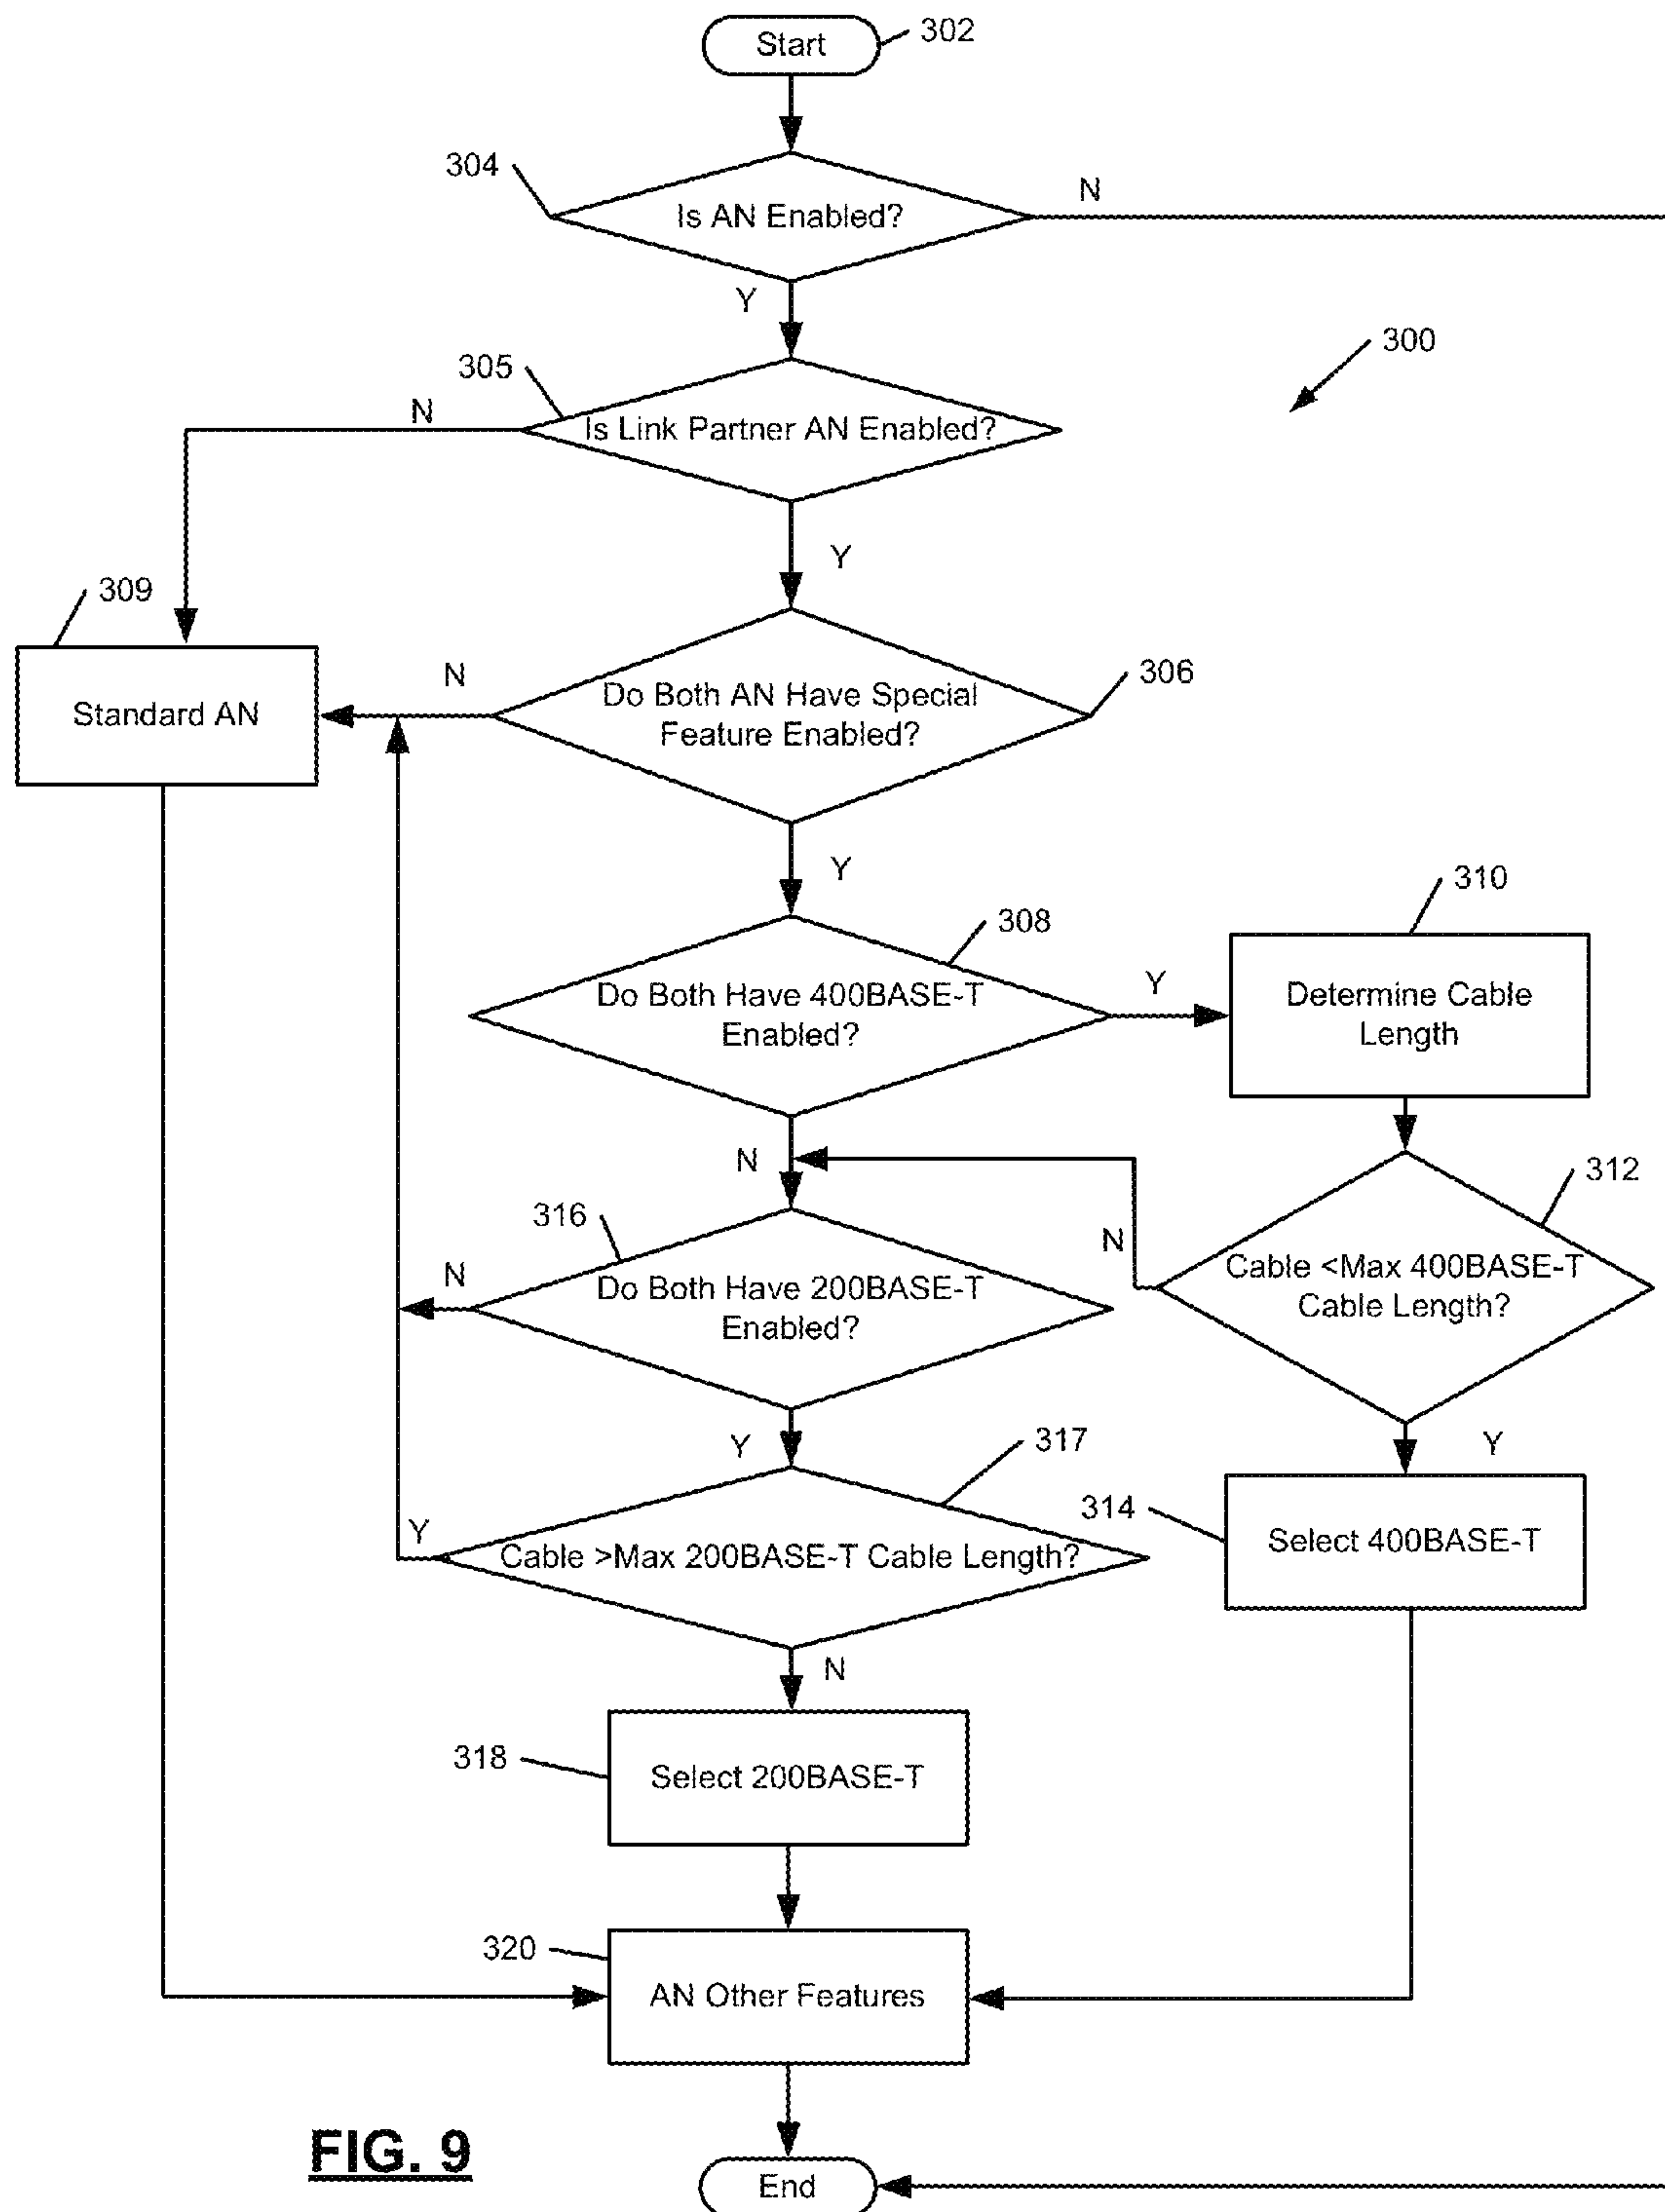 Start
302
304
Is AN Enabled?
N
Y
300
305
Is Link Partner AN Enabled?
N
Y
309
Standard AN
N
Do Both AN Have Special
Feature Enabled?
306
Y
310
308
Do Both Have 400BASE-T
Enabled?
Y
Determine Cable
Length
N
312
316
N
Cable <Max 400BASE-T
Cable Length?
N
Do Both Have 200BASE-T
Enabled?
Y
317
Y
314
Select 400BASE-T
Y
Cable >Max 200BASE-T Cable Length?
N
318
Select 200BASE-T
320
AN Other Features
FIG. 9
End